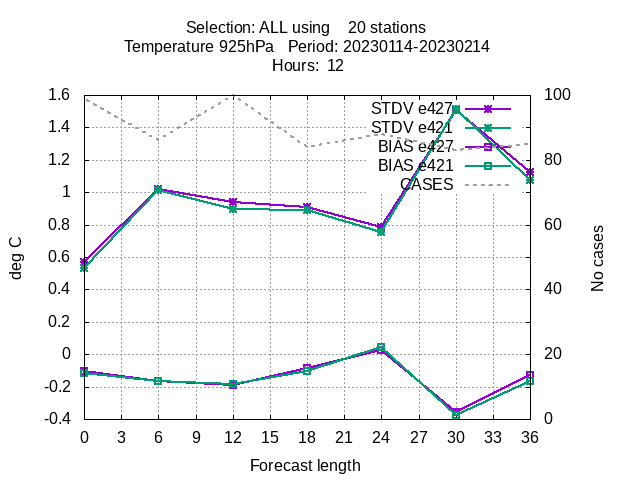 Selection: ALL using    20 stations
Temperature 925hPa   Period: 20230114-20230214
Hours: 12
1.6
1.4
1.2
1
0.8
0.6
0.4
0.2
0
-0.2
-0.4
deg C
STDV e427
STDV e421
BIAS e427
BIAS e421
CASES
100
80
60
40
20
0
No cases
0 3 6 9 12 15 18 21 24 27 30 33 36
Forecast length